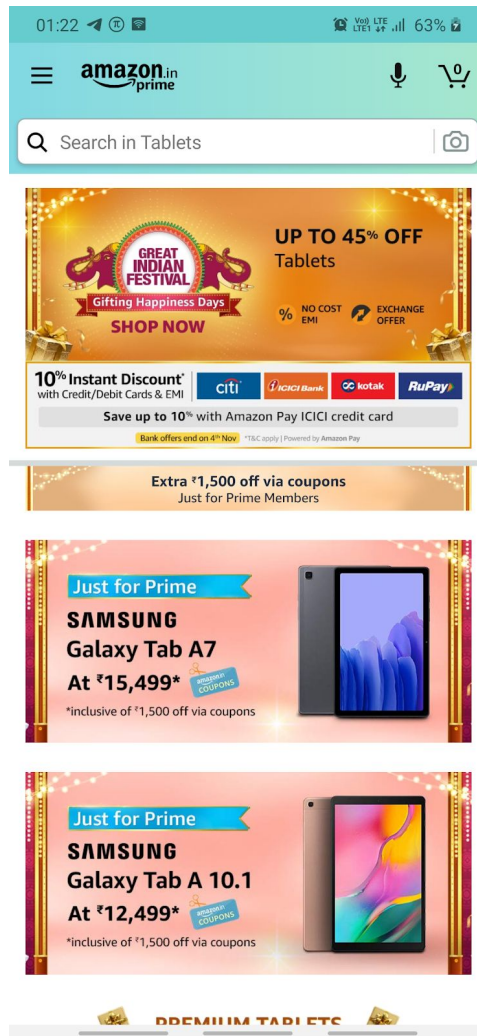 01:22
Vo) LTE
LTE1 63%
amazon.in
prime
0
Search in Tablets
GREAT
INDIAN
FESTIVAL
Gifting Happiness Days
SHOP NOW
UP TO 45% OFF
Tablets
% NO COST
EMI
EXCHANGE
OFFER
10% Instant Discount*
with Credit/Debit Cards & EMI
citi
ICICI Bank
kotak
RuPay
Save up to 10% with Amazon Pay ICICI credit card
Bank offers end on 4th Nov *T&C apply | Powered by Amazon Pay
Extra ₹1,500 off via coupons
Just for Prime Members
Just for Prime
SAMSUNG
Galaxy Tab A7
At ₹15,499*
amazon.in
COUPONS
*inclusive of ₹1,500 off via coupons
Just for Prime
SAMSUNG
Galaxy Tab A 10.1
At ₹12,499*
amazon.in
COUPONS
*inclusive of ₹1,500 off via coupons
PREMIUM TABLETS